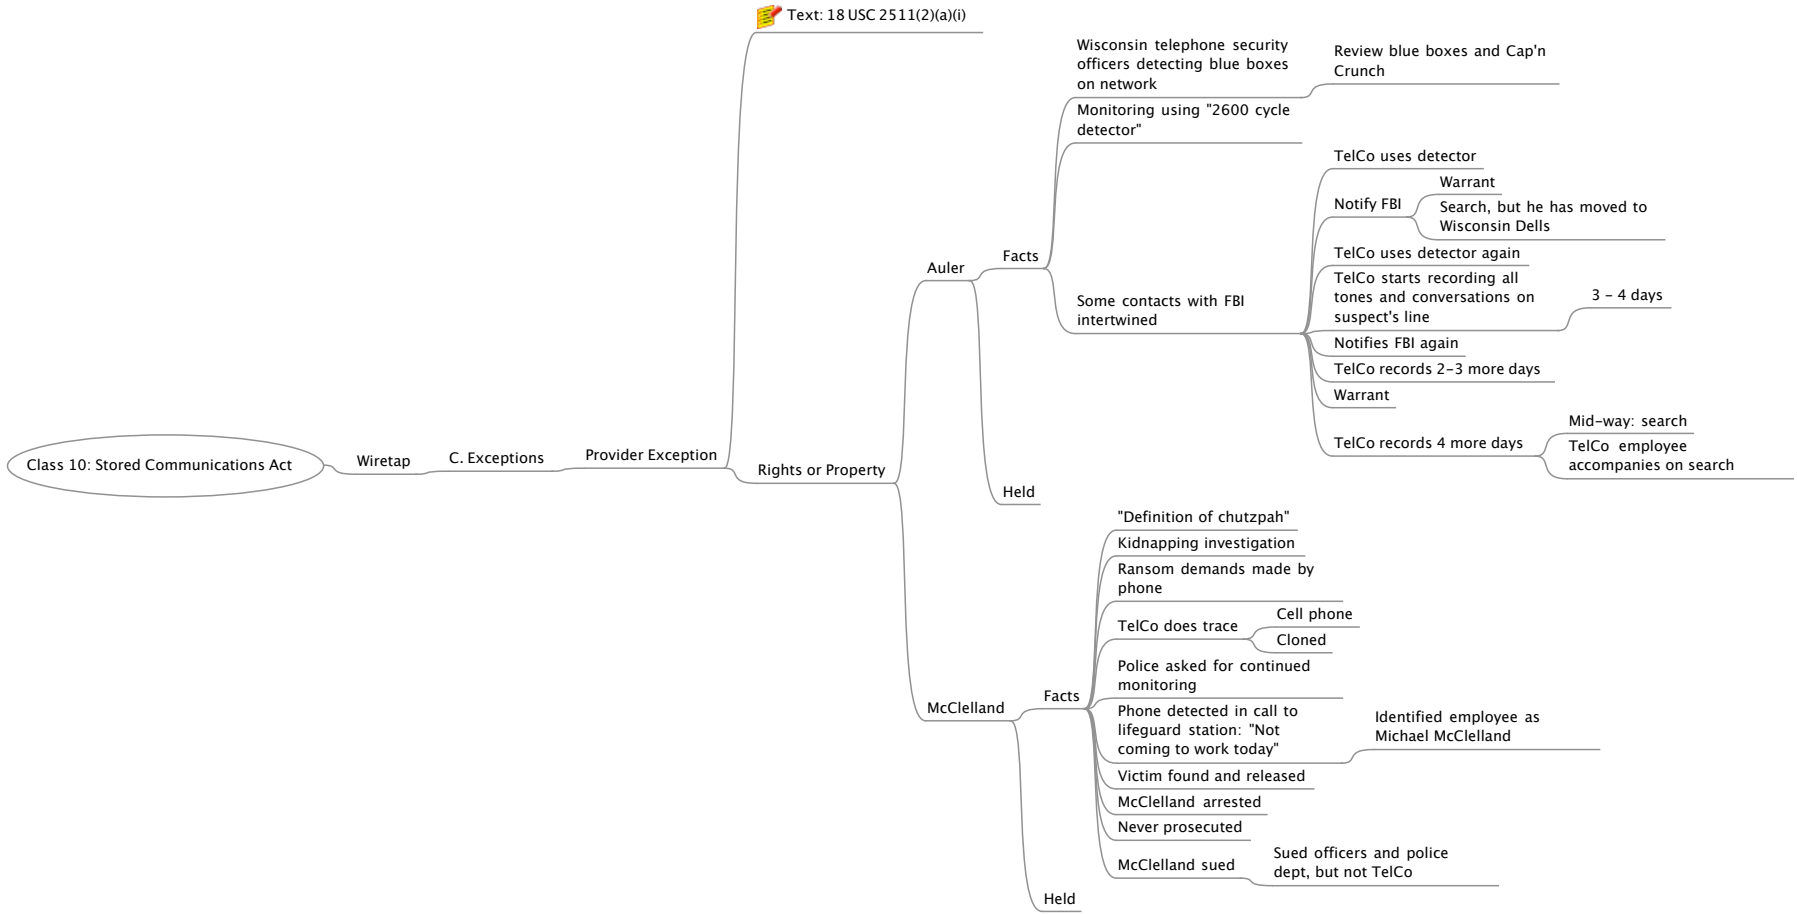 Class 10: Stored Communications Act
Wiretap
C. Exceptions
Provider Exception
Text: 18 USC 2511(2)(a)(i)
Rights or Property
Auler
Facts
Wisconsin telephone security
officers detecting blue boxes
on network
Review blue boxes and Cap'n
Crunch
Monitoring using "2600 cycle
detector"
Some contacts with FBI
intertwined
TelCo uses detector
Notify FBI
Warrant
Search, but he has moved to
Wisconsin Dells
TelCo uses detector again
TelCo starts recording all
tones and conversations on
suspect's line
3 - 4 days
Notifies FBI again
TelCo records 2-3 more days
Warrant
TelCo records 4 more days
Mid-way: search
TelCo employee
accompanies on search
Held
McClelland
Facts
"Definition of chutzpah"
Kidnapping investigation
Ransom demands made by
phone
TelCo does trace
Cell phone
Cloned
Police asked for continued
monitoring
Phone detected in call to
lifeguard station: "Not
coming to work today"
Identified employee as
Michael McClelland
Victim found and released
McClelland arrested
Never prosecuted
McClelland sued
Sued officers and police
dept, but not TelCo
Held